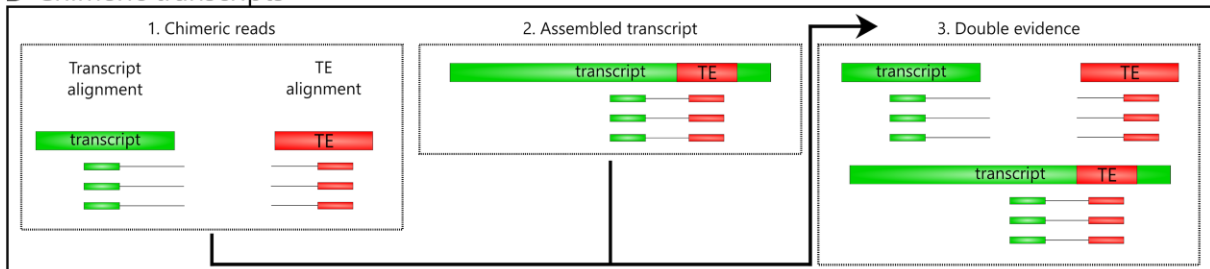 1. Chimeric reads
Transcript
alignment
TE
alignment
transcript
TE
2. Assembled transcript
transcript
TE
3. Double evidence
transcript
TE
transcript
TE